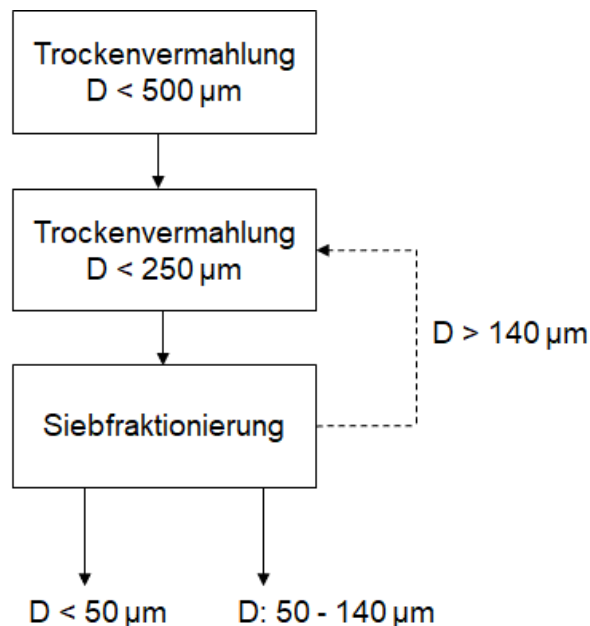 Trockenvermahlung
D < 500 µm
Trockenvermahlung
D < 250 µm
D > 140 µm
Siebfraktionierung
D < 50 µm
D: 50 - 140 µm